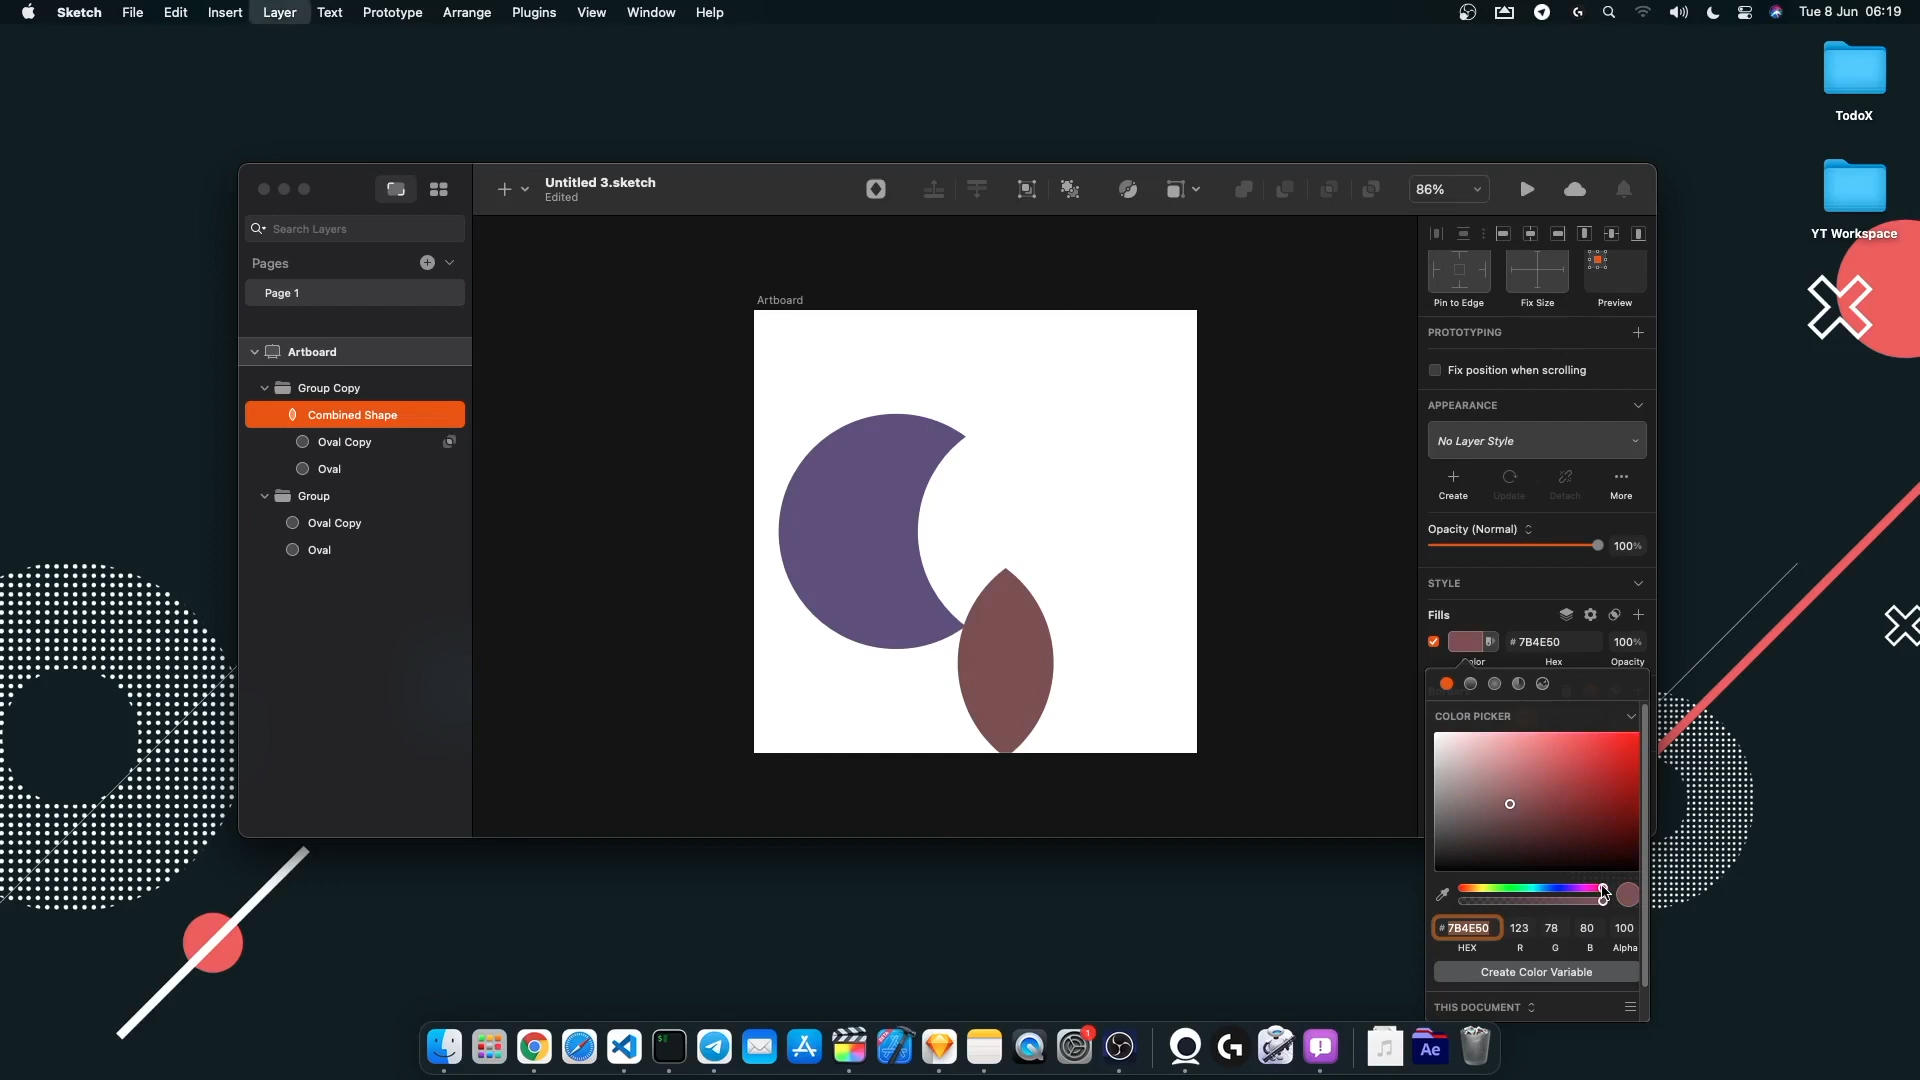 Sketch File Edit Insert Layer Text Prototype Arrange Plugins View Window Help
Tue 8 Jun 06:19
TodoX
YT Workspace
Untitled 3.sketch
Edited
86%
Search Layers
Pages
Page 1
Artboard
Group Copy
Combined Shape
Oval Copy
Oval
Group
Oval Copy
Oval
Artboard
Pin to Edge Fix Size Preview
PROTOTYPING
Fix position when scrolling
APPEARANCE
No Layer Style
Create Update Detach More
Opacity (Normal)
100%
STYLE
Fills
# 7B4E50 100%
Color Hex Opacity
COLOR PICKER
# 7B4E50 123 78 80 100
HEX R G B Alpha
Create Color Variable
THIS DOCUMENT
1
Ae